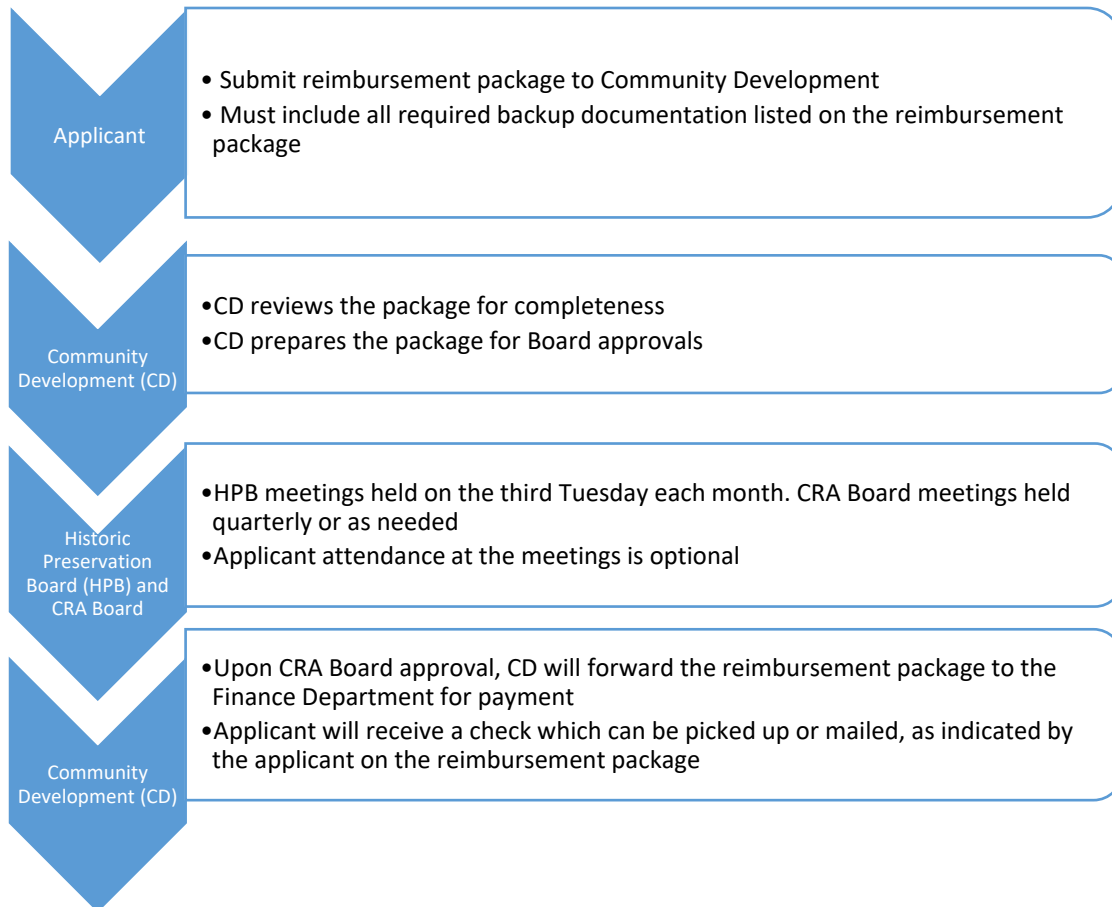 Applicant
• Submit reimbursement package to Community Development
• Must include all required backup documentation listed on the reimbursement
package
Community
Development (CD)
•CD reviews the package for completeness
•CD prepares the package for Board approvals
Historic
Preservation
Board (HPB) and
CRA Board
•HPB meetings held on the third Tuesday each month. CRA Board meetings held
quarterly or as needed
•Applicant attendance at the meetings is optional
Community
Development (CD)
•Upon CRA Board approval, CD will forward the reimbursement package to the
Finance Department for payment
•Applicant will receive a check which can be picked up or mailed, as indicated by
the applicant on the reimbursement package